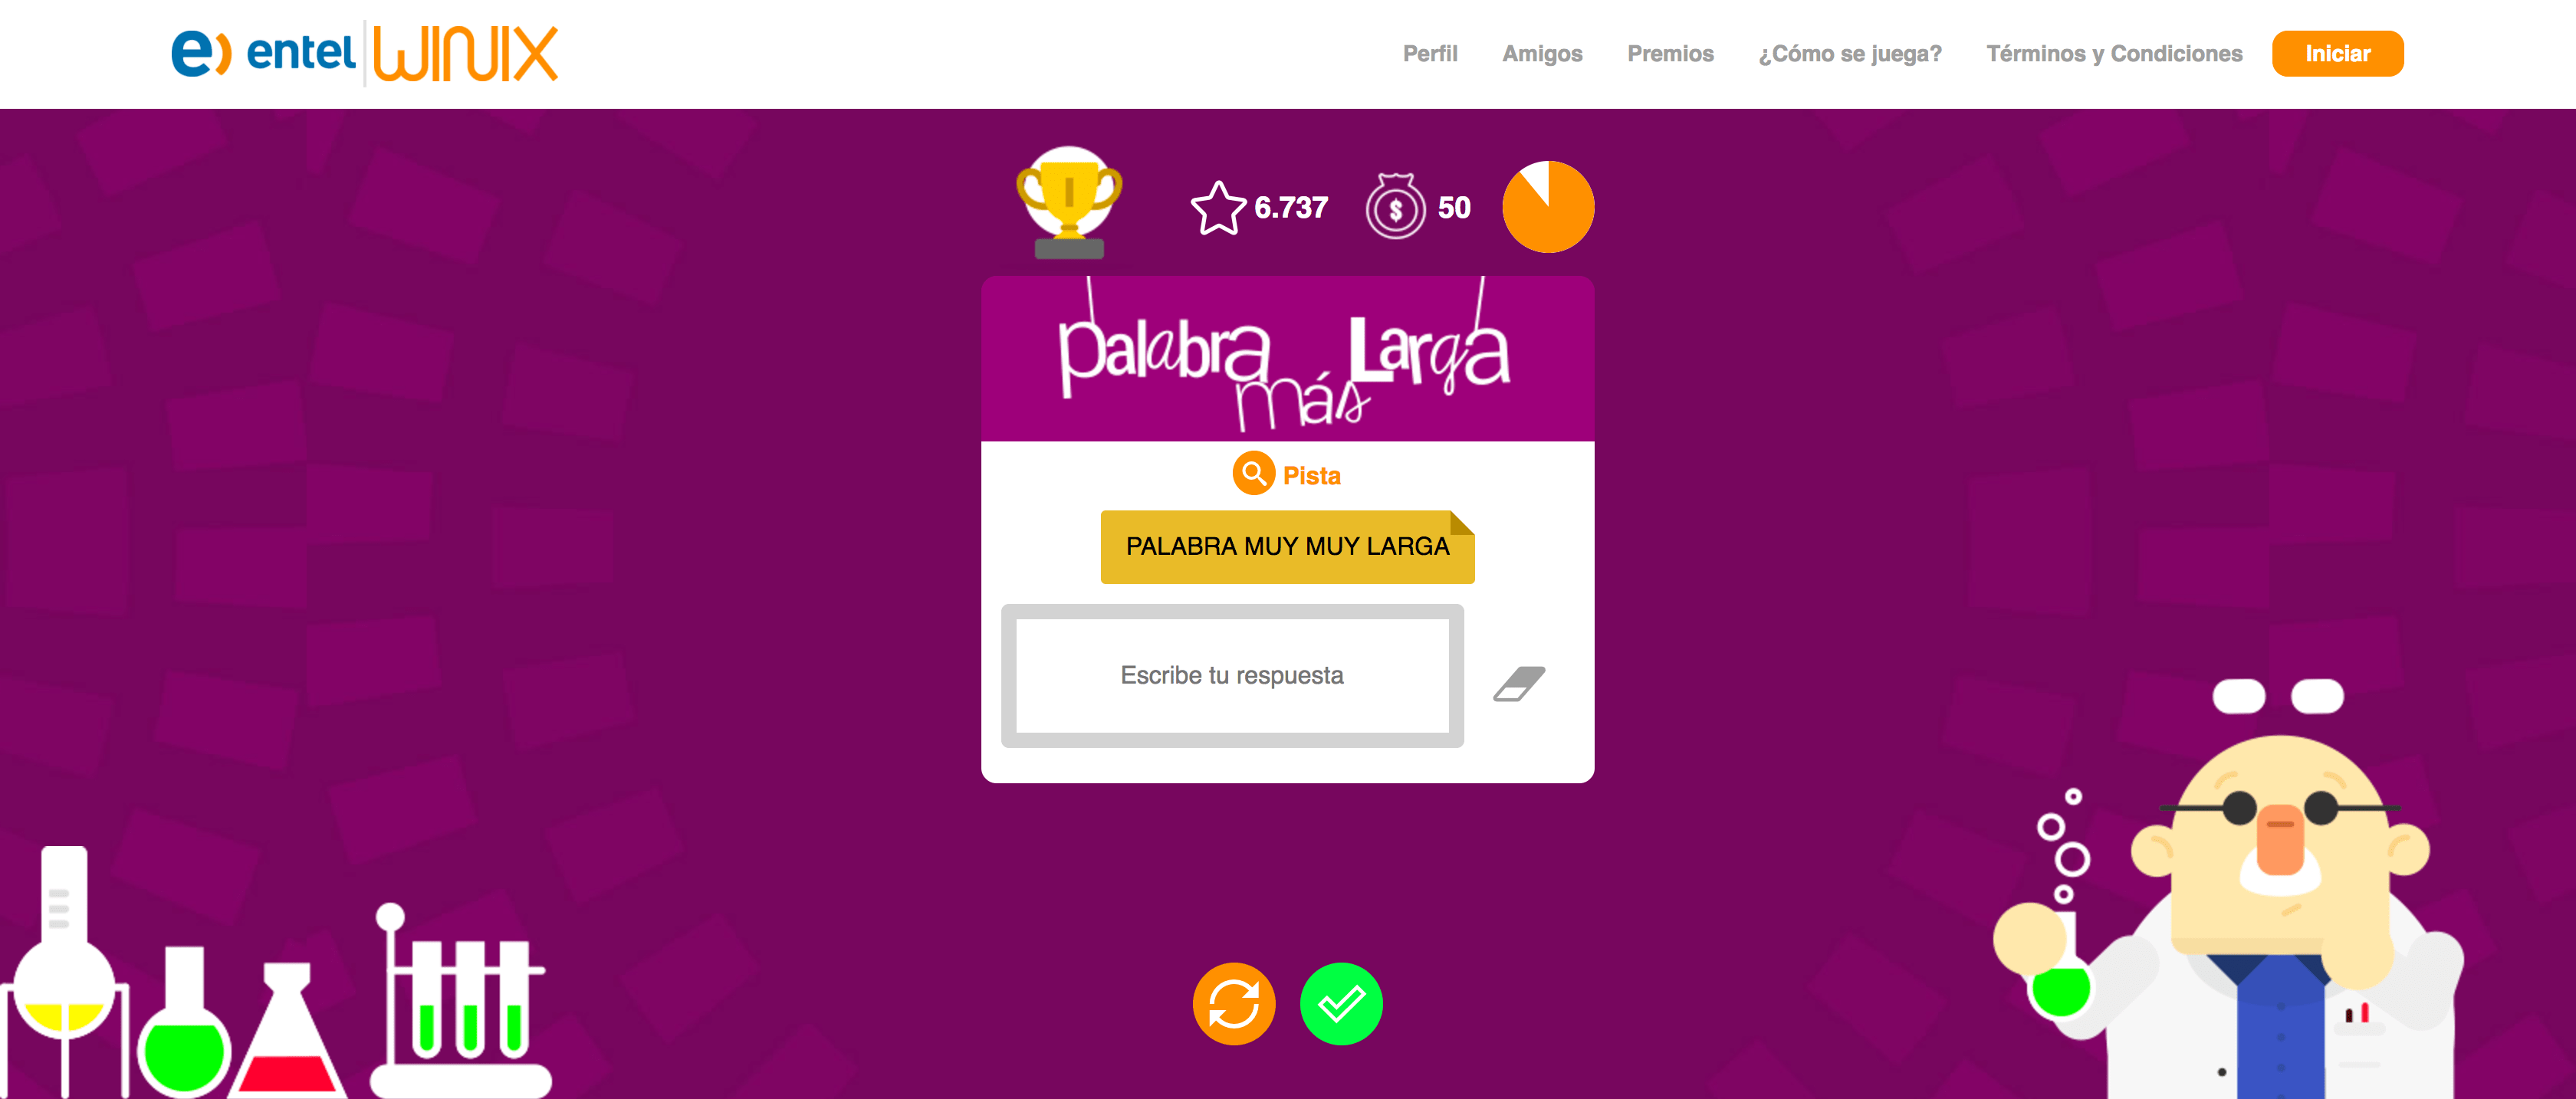 e) entel WINIX
Perfil Amigos Premios ¿Cómo se juega? Términos y Condiciones Iniciar
6.737 $ 50
Palabra más Larga
Pista
PALABRA MUY MUY LARGA
Escribe tu respuesta